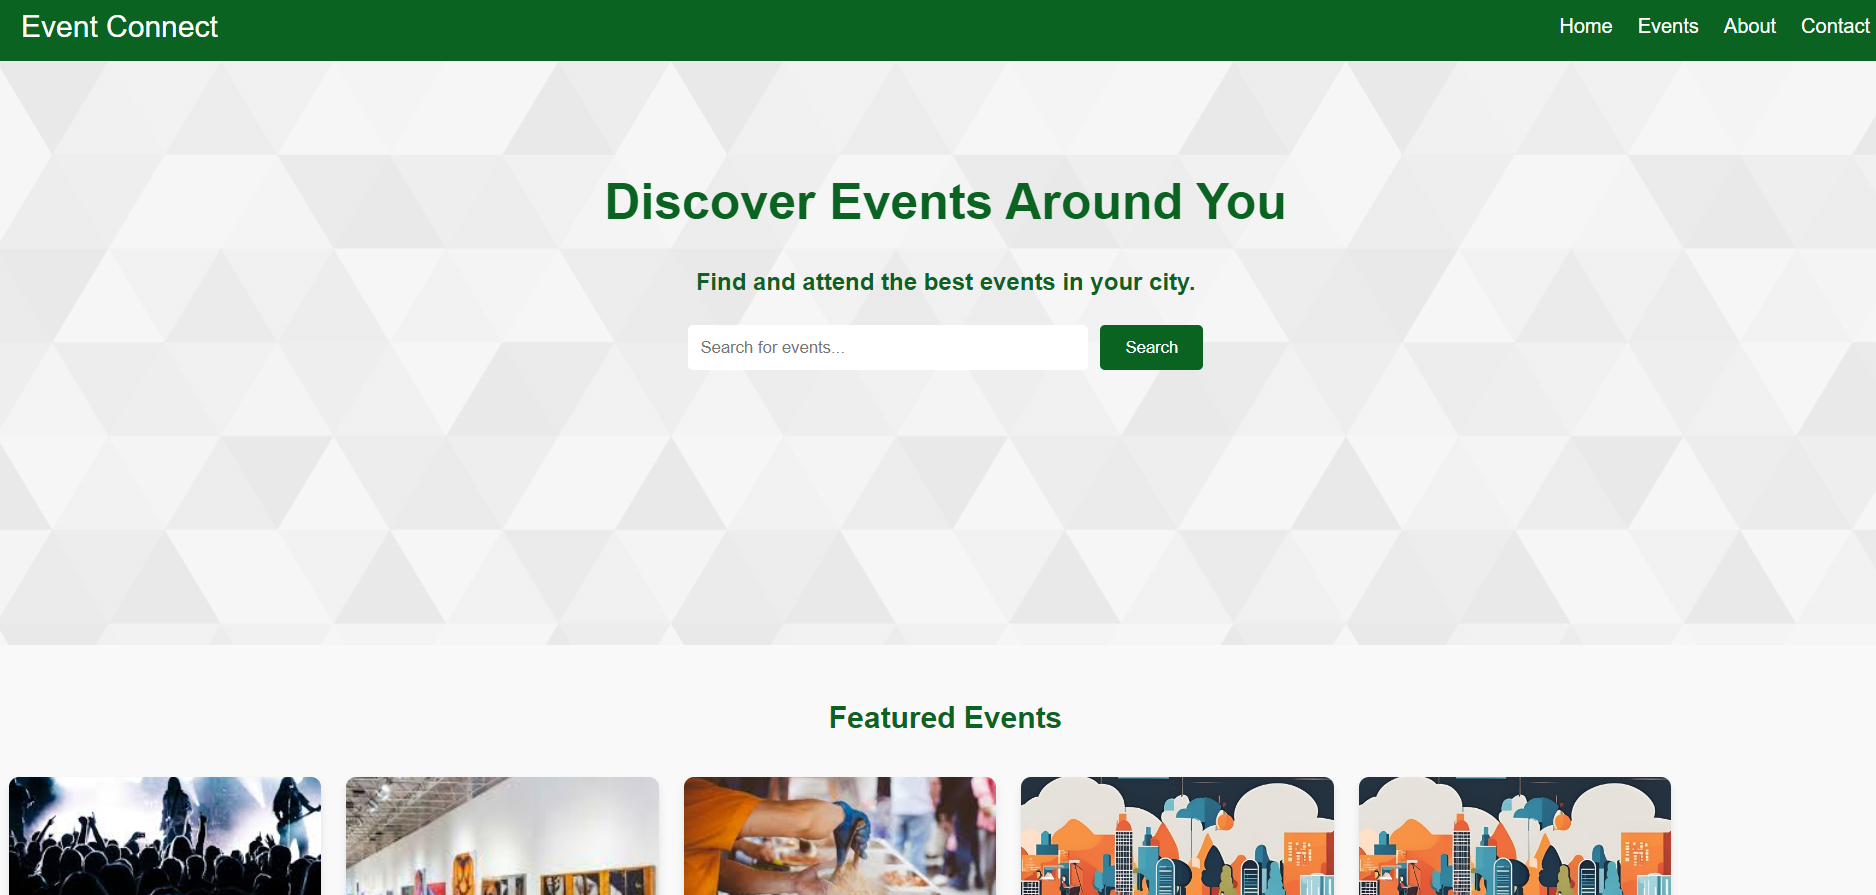 Event Connect
Home Events About Contact
Discover Events Around You
Find and attend the best events in your city.
Search for events...
Search
Featured Events